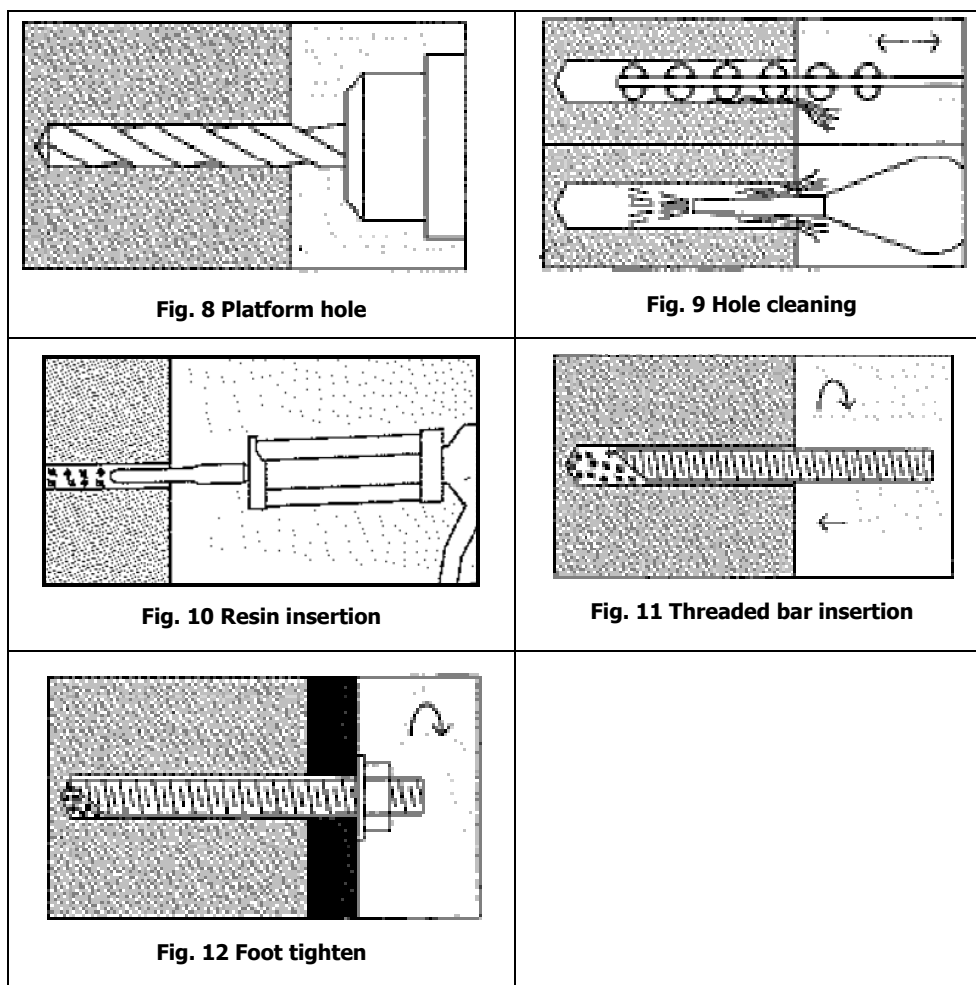 Fig. 8 Platform hole
Fig. 9 Hole cleaning
Fig. 10 Resin insertion
Fig. 11 Threaded bar insertion
Fig. 12 Foot tighten